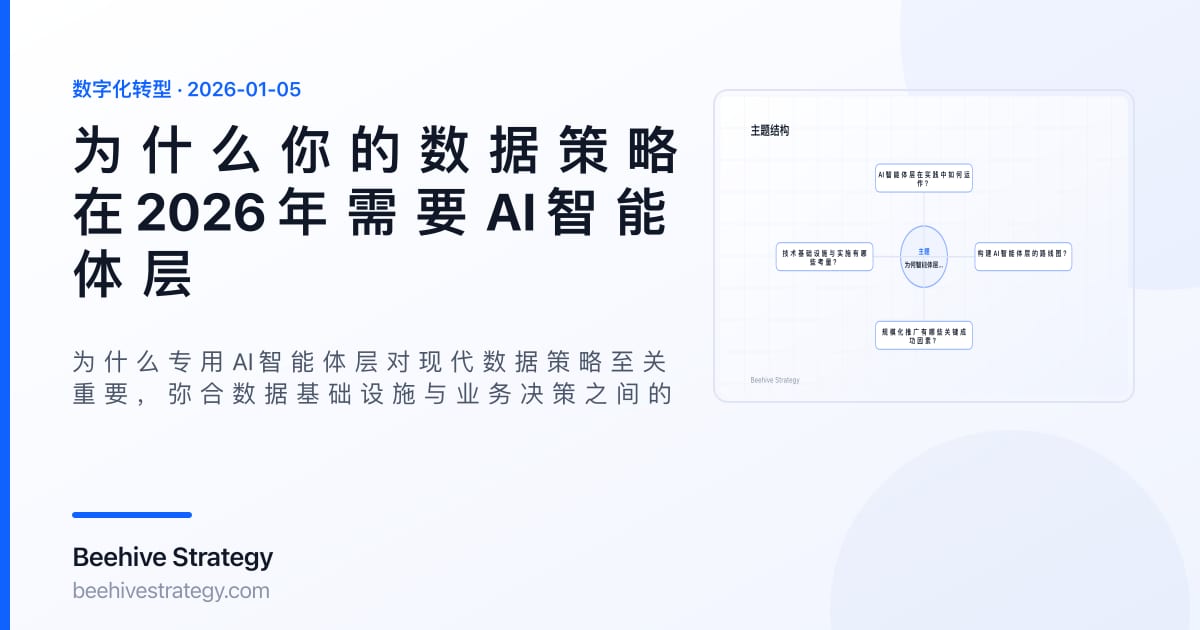 数字化转型 · 2026-01-05
为什么你的数据策略
在2026年需要AI智能
体层
为什么专用AI智能体层对现代数据策略至关
重要，弥合数据基础设施与业务决策之间的
Beehive Strategy
beehivestrategy.com
主题结构
AI智能体层在实践中如何运
作？
技术基础设施与实施有哪
些考量？
主题
为何智能体层...
构建AI智能体层的路线图？
规模化推广有哪些关键成
功因素？
Beehive Strategy